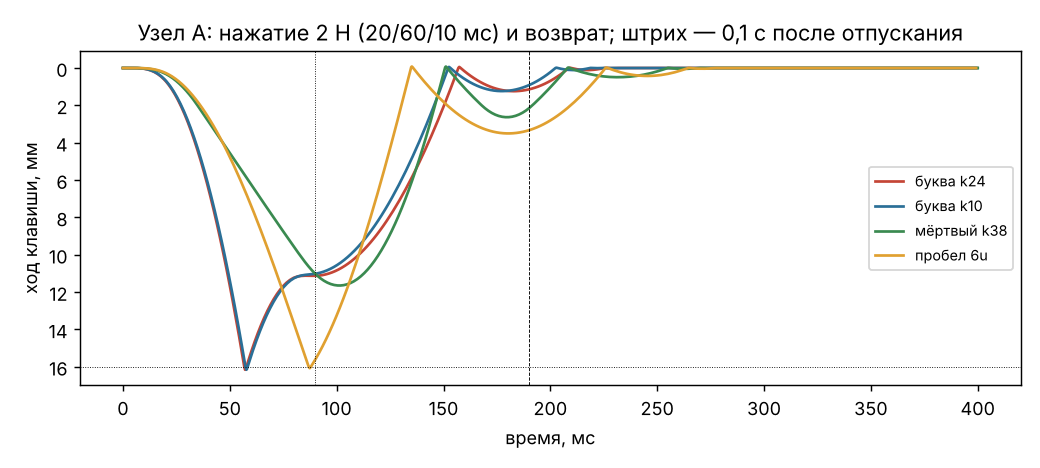 Узел А: нажатие 2 Н (20/60/10 мс) и возврат; штрих — 0,1 с после отпускания
ход клавиши, мм
0
2
4
6
8
10
12
14
16
буква k24
буква k10
мёртвый k38
пробел 6u
0
50
100
150
200
250
300
350
400
время, мс